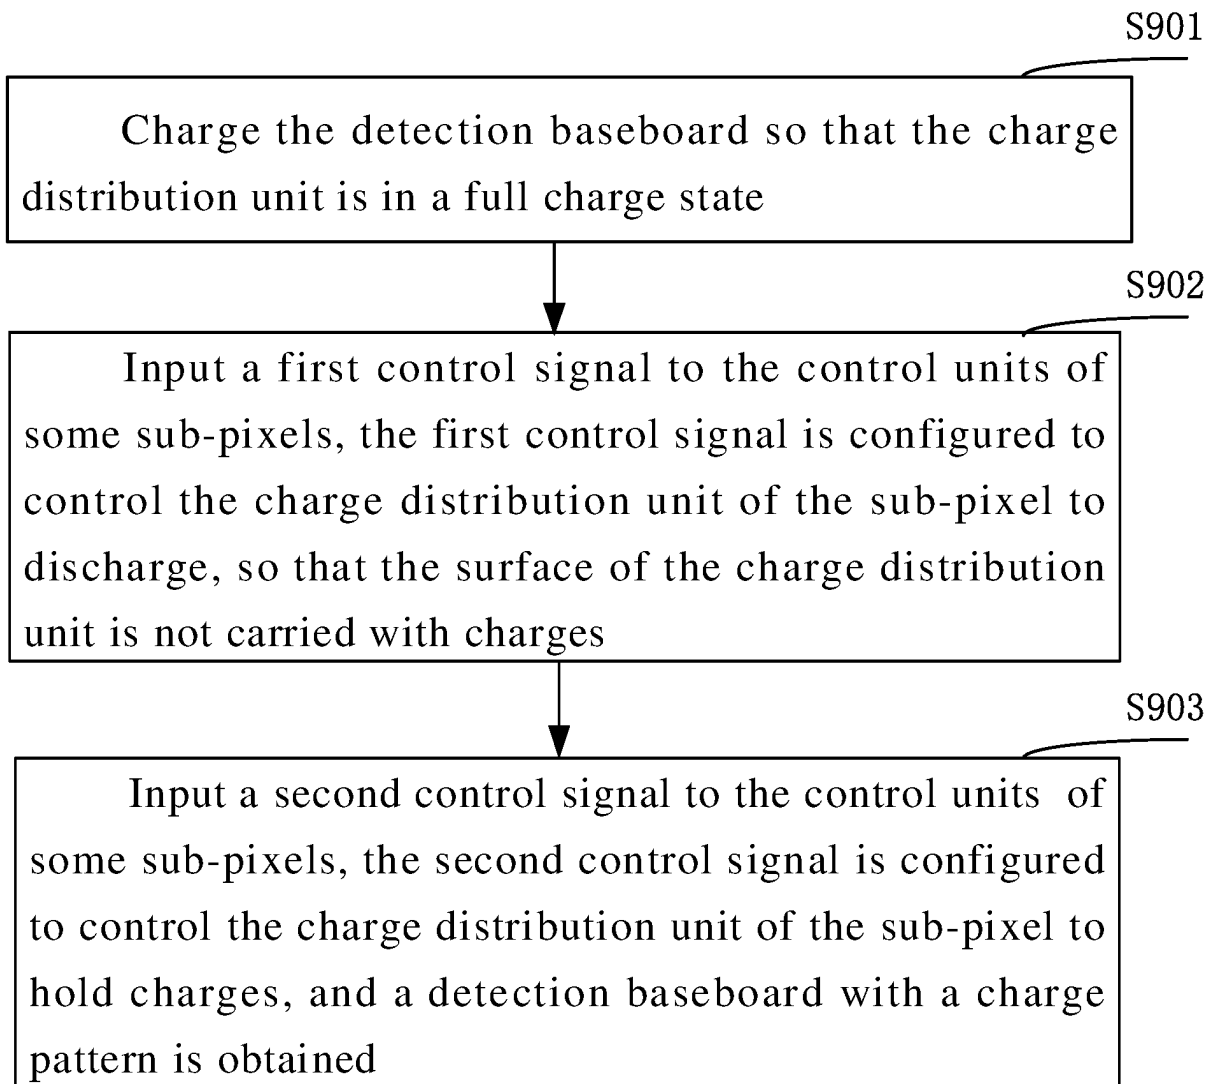 S901
Charge the detection baseboard so that the charge
distribution unit is in a full charge state
S902
Input a first control signal to the control units of
some sub-pixels, the first control signal is configured to
control the charge distribution unit of the sub-pixel to
discharge, so that the surface of the charge distribution
unit is not carried with charges
S903
Input a second control signal to the control units of
some sub-pixels, the second control signal is configured
to control the charge distribution unit of the sub-pixel to
hold charges, and a detection baseboard with a charge
pattern is obtained